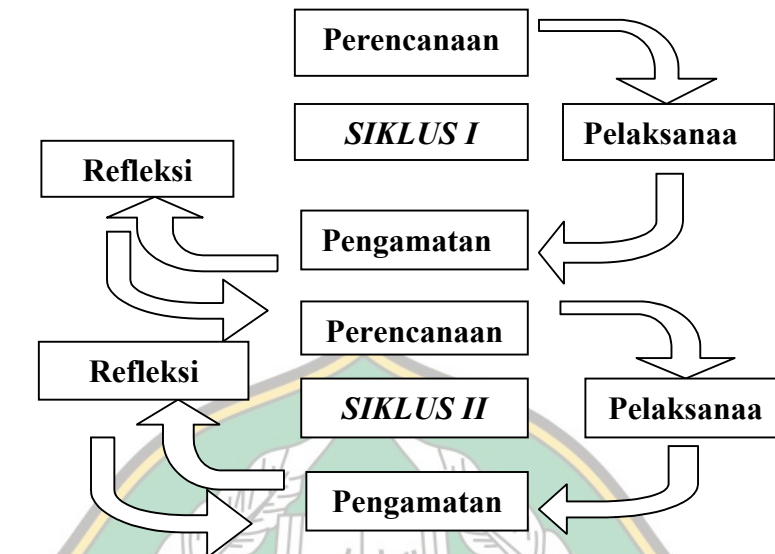 Perencanaan
SIKLUS I
Pelaksanaa
Refleksi
Pengamatan
Perencanaan
Refleksi
SIKLUS II
Pelaksanaa
Pengamatan